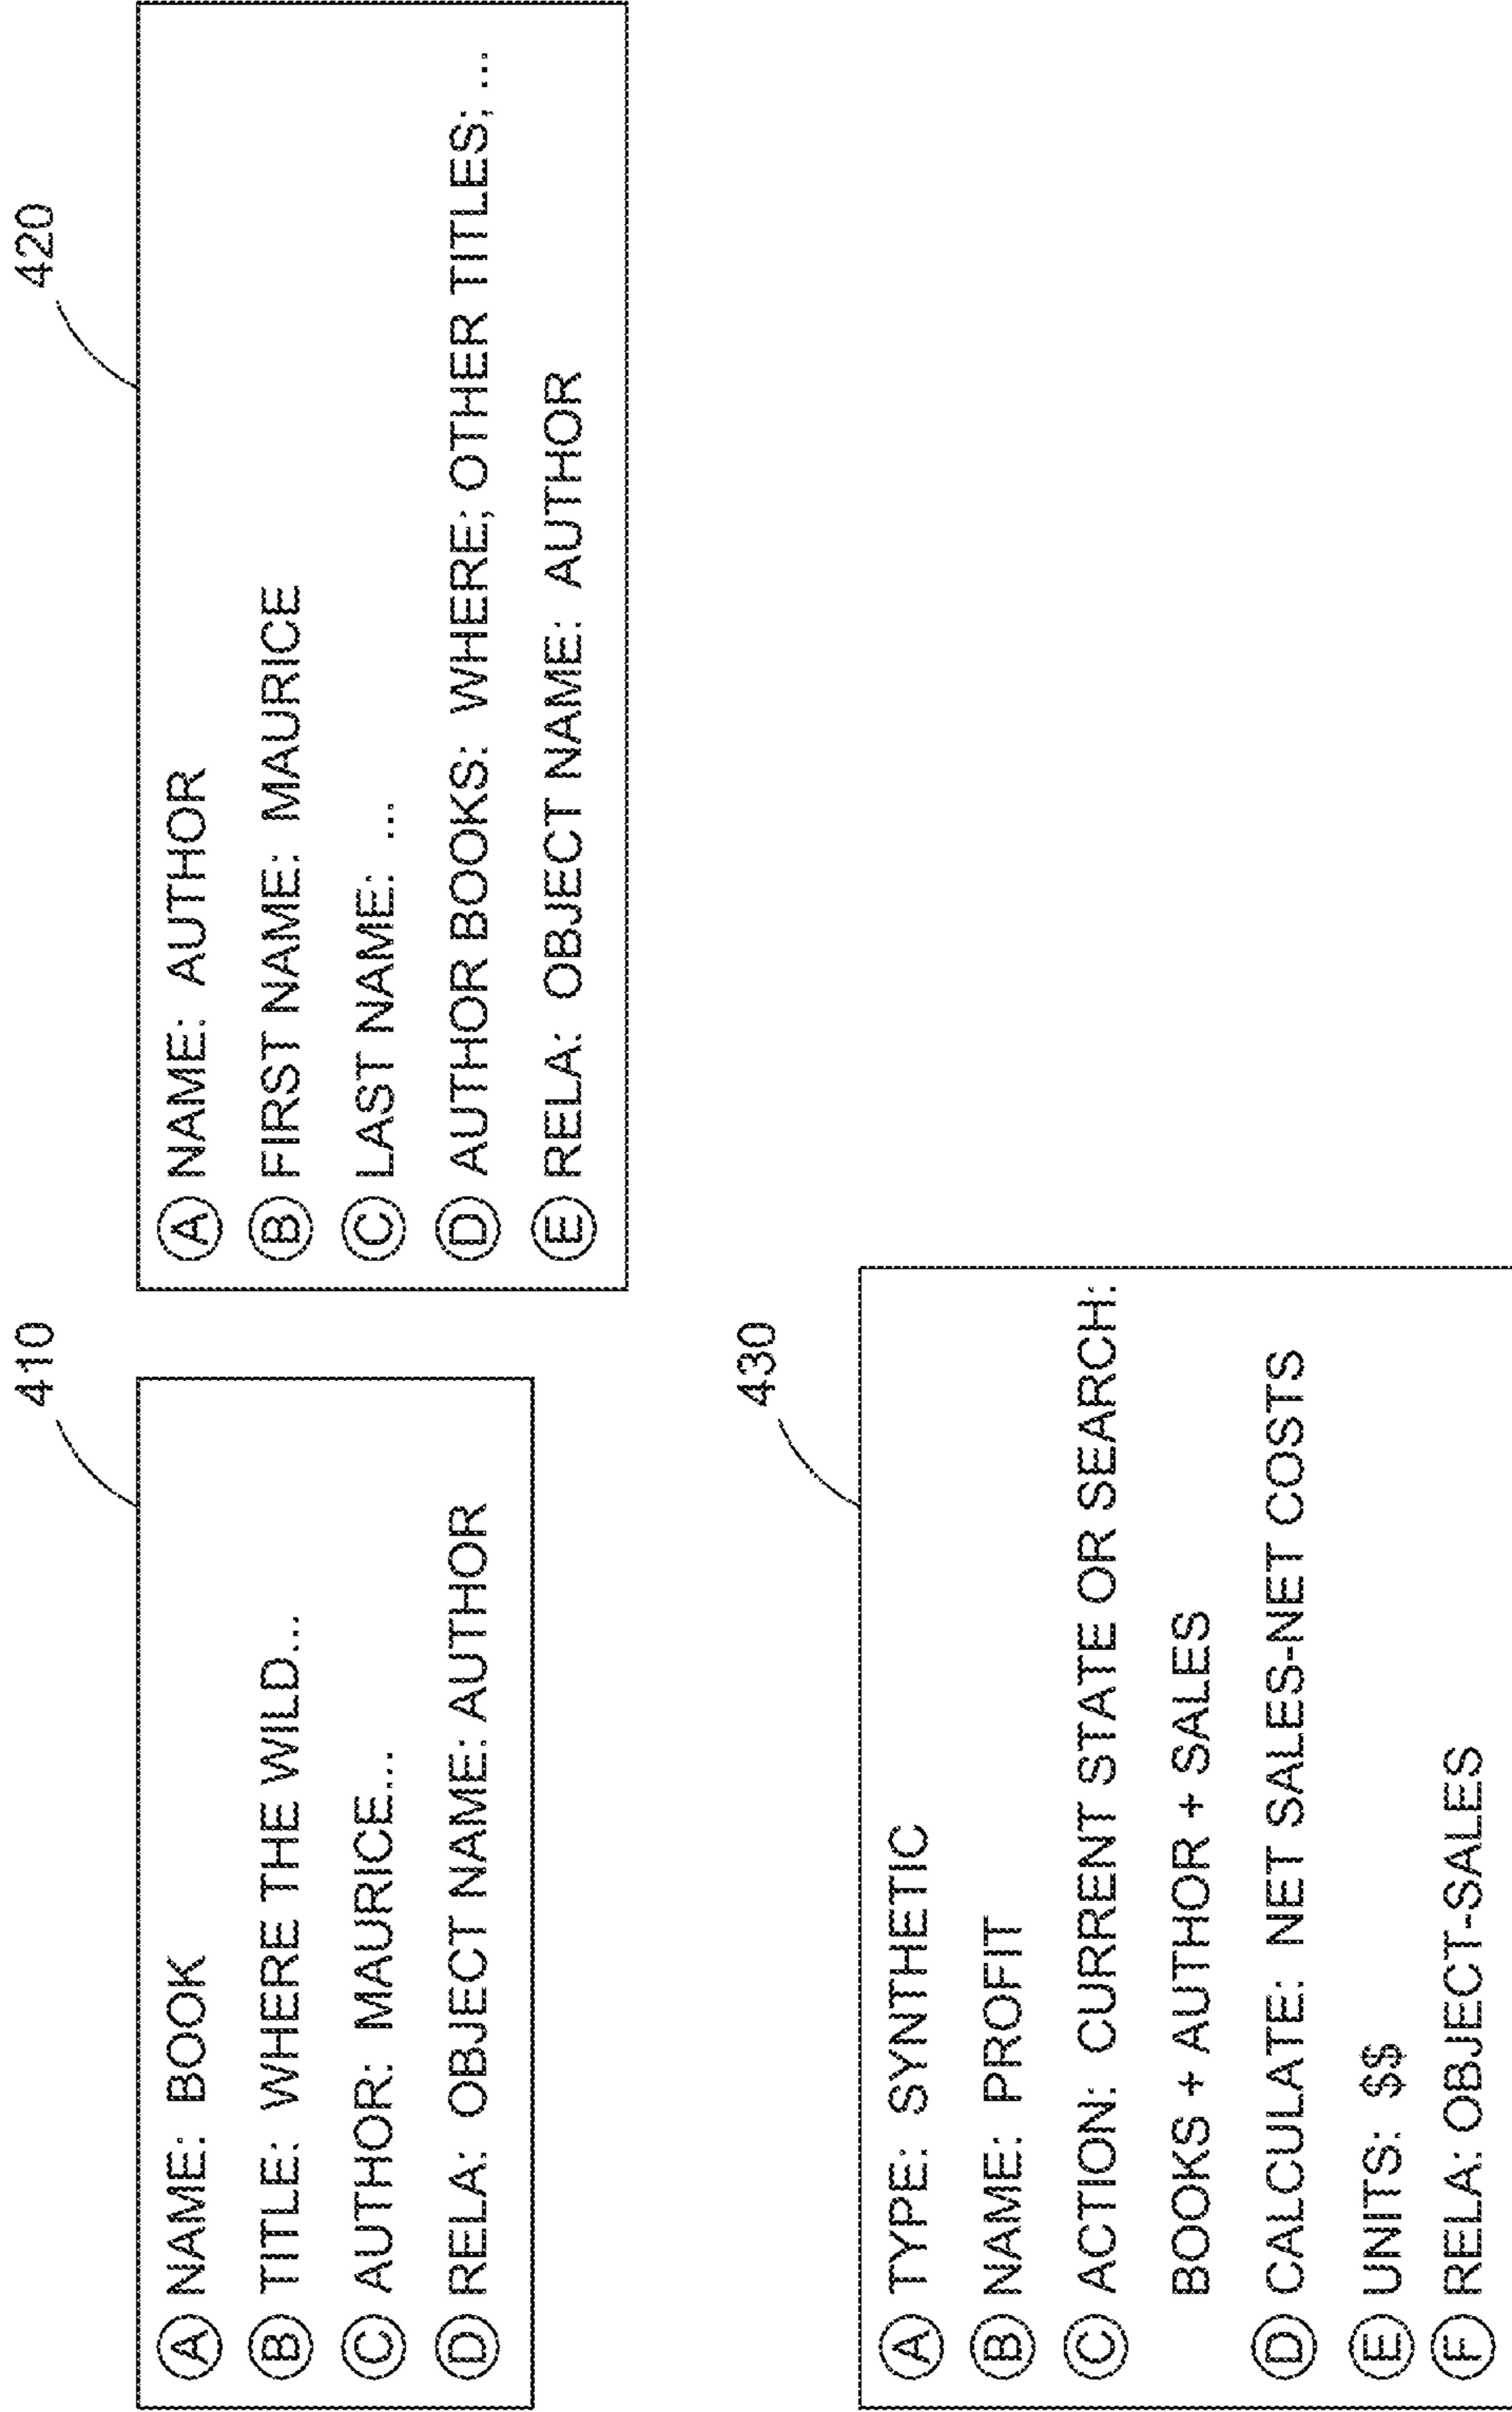 410
Ⓐ NAME: BOOK
Ⓑ TITLE: WHERE THE WILD...
Ⓒ AUTHOR: MAURICE...
Ⓓ RELA: OBJECT NAME: AUTHOR
420
Ⓐ NAME: AUTHOR
Ⓑ FIRST NAME: MAURICE
Ⓒ LAST NAME: ...
Ⓓ AUTHOR BOOKS: WHERE; OTHER TITLES; ...
Ⓔ RELA: OBJECT NAME: AUTHOR
430
Ⓐ TYPE: SYNTHETIC
Ⓑ NAME: PROFIT
Ⓒ ACTION: CURRENT STATE OR SEARCH:
BOOKS + AUTHOR + SALES
Ⓓ CALCULATE: NET SALES-NET COSTS
Ⓔ UNITS: $$
Ⓕ RELA: OBJECT-SALES